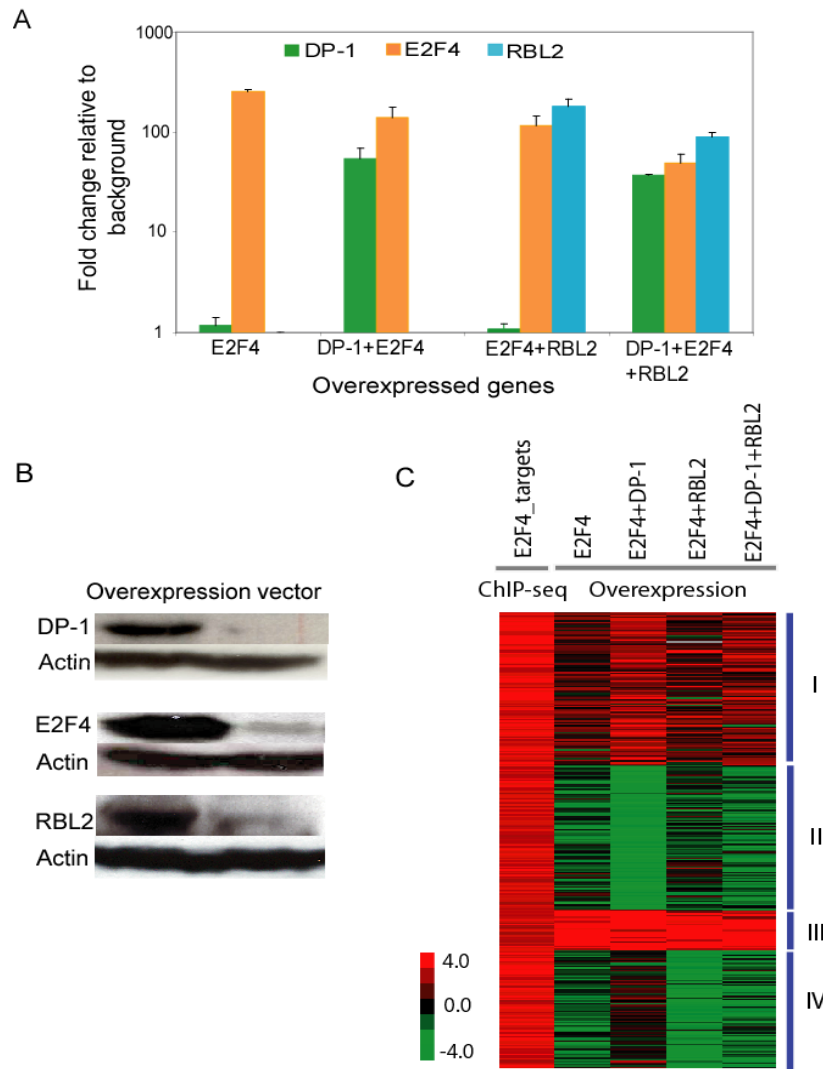 A
1000
100
10
1
Fold change relative to
background
DP-1 E2F4 RBL2
E2F4 DP-1+E2F4 E2F4+RBL2 DP-1+E2F4
+RBL2
Overexpressed genes
B
Overexpression vector
DP-1
Actin
E2F4
Actin
RBL2
Actin
C
E2F4_targets
E2F4
E2F4+DP-1
E2F4+RBL2
E2F4+DP-1+RBL2
ChIP-seq Overexpression
I
II
III
IV
4.0
0.0
-4.0